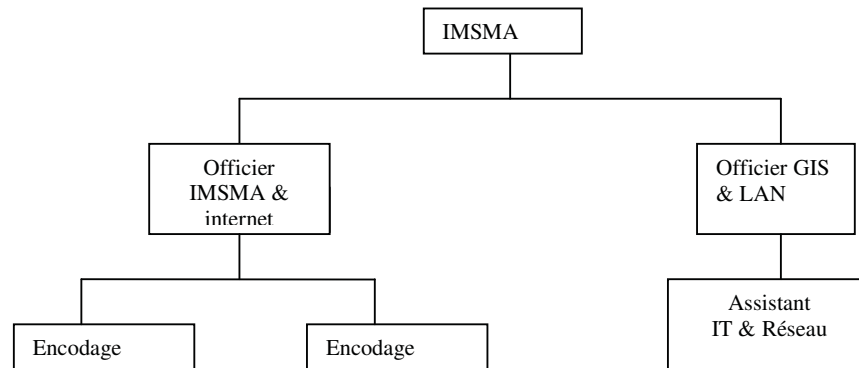 IMSMA
Officier
IMSMA &
internet
Officier GIS
& LAN
Encodage
Encodage
Assistant
IT & Réseau